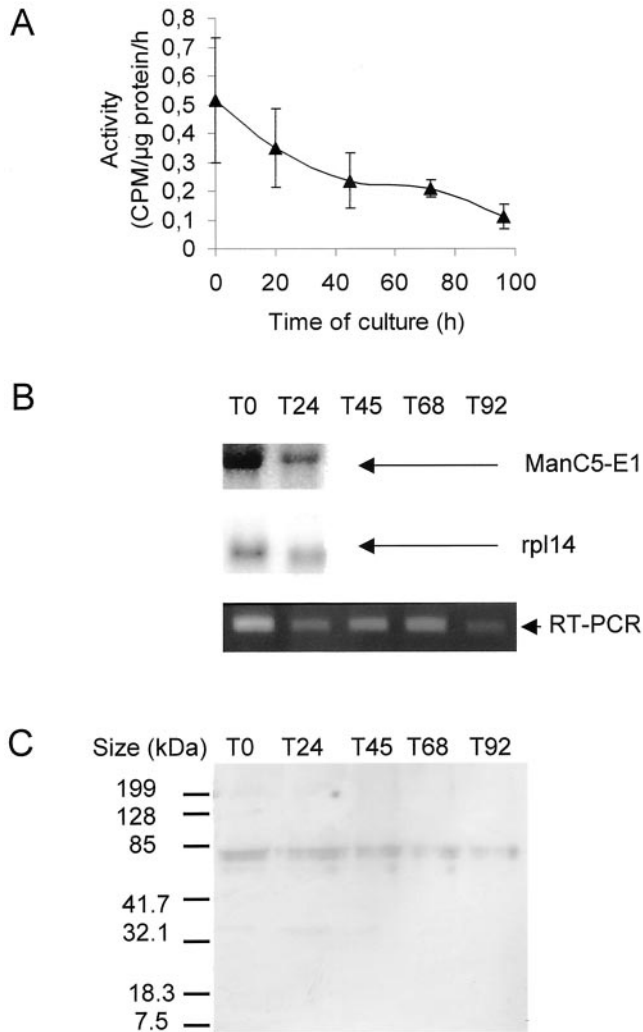 A
Activity
(CPM/µg protein/h
0,8
0,7
0,6
0,5
0,4
0,3
0,2
0,1
0
0 20 40 60 80 100
Time of culture (h)
B
T0 T24 T45 T68 T92
ManC5-E1
rpl14
RT-PCR
C
Size (kDa) T0 T24 T45 T68 T92
199
128
85
41.7
32.1
18.3
7.5